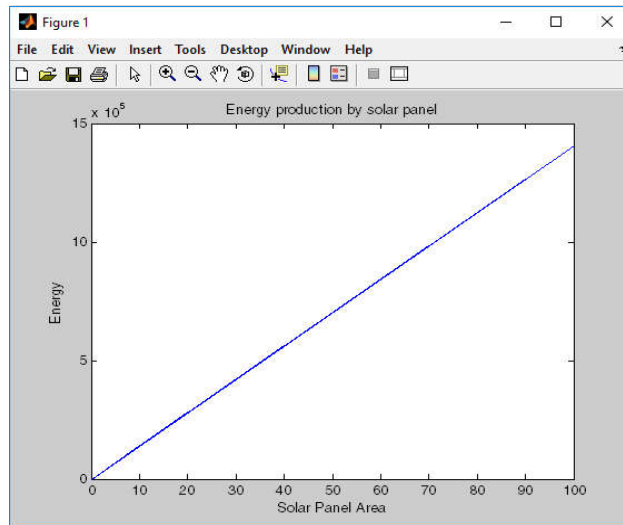 Figure 1
File Edit View Insert Tools Desktop Window Help
x 10^5
Energy production by solar panel
15
10
5
0
Energy
0 10 20 30 40 50 60 70 80 90 100
Solar Panel Area